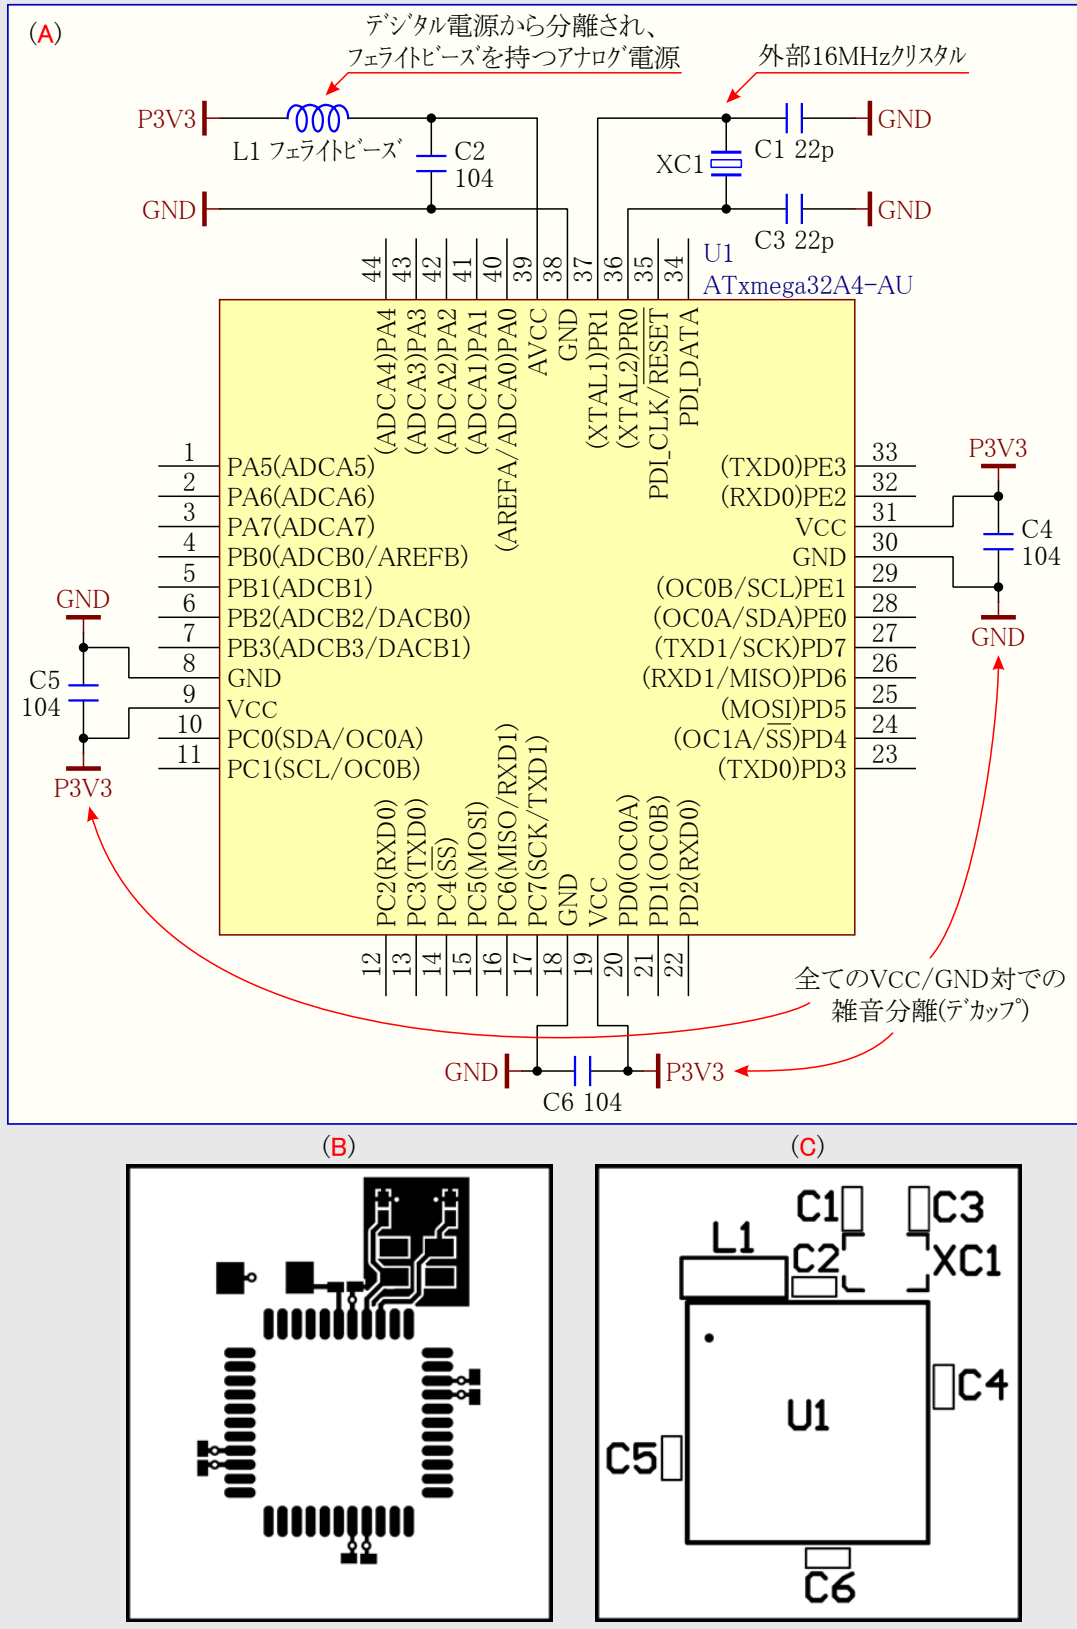 (A)
デジタル電源から分離され、
フェライトビーズを持つアナログ電源
外部16MHzクリスタル
P3V3
L1 フェライトビーズ
C2
104
GND
XC1
C1 22p
GND
C3 22p
GND
U1
ATxmega32A4-AU
44
43
42
41
40
39
38
37
36
35
34
(ADCA4)PA4
(ADCA3)PA3
(ADCA2)PA2
(ADCA1)PA1
(AREFA/ADCA0)PA0
AVCC
GND
(XTAL1)PR1
(XTAL2)PR0
PDI_CLK/RESET
PDI_DATA
1 PA5(ADCA5)
2 PA6(ADCA6)
3 PA7(ADCA7)
4 PB0(ADCB0/AREFB)
5 PB1(ADCB1)
6 PB2(ADCB2/DACB0)
7 PB3(ADCB3/DACB1)
8 GND
9 VCC
10 PC0(SDA/OC0A)
11 PC1(SCL/OC0B)
GND
C5
104
P3V3
(TXD0)PE3 33
(RXD0)PE2 32
VCC 31
GND 30
(OC0B/SCL)PE1 29
(OC0A/SDA)PE0 28
(TXD1/SCK)PD7 27
(RXD1/MISO)PD6 26
(MOSI)PD5 25
(OC1A/SS)PD4 24
(TXD0)PD3 23
P3V3
C4
104
GND
PC2(RXD0)
PC3(TXD0)
PC4(SS)
PC5(MOSI)
PC6(MISO/RXD1)
PC7(SCK/TXD1)
GND
VCC
PD0(OC0A)
PD1(OC0B)
PD2(RXD0)
12
13
14
15
16
17
18
19
20
21
22
全てのVCC/GND対での
雑音分離(デカップ)
GND
C6 104
P3V3
(B)
(C)
C1
C3
L1
C2
XC1
C4
U1
C5
C6